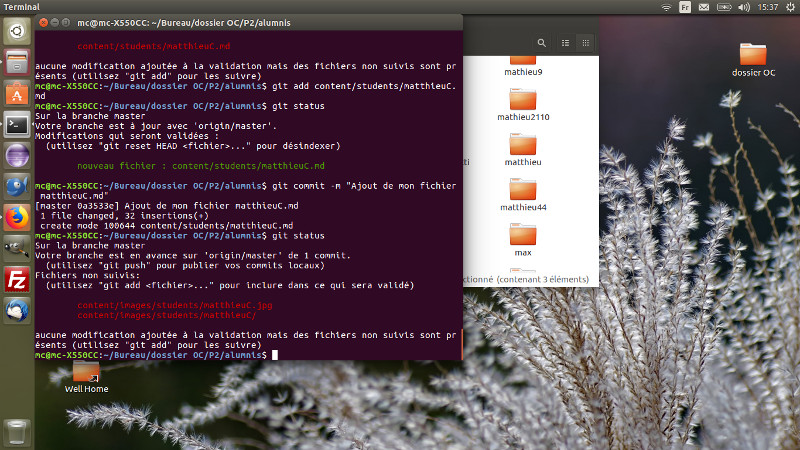 Terminal
Fr
15:37
mc@mc-X550CC: ~/Bureau/dossier OC/P2/alumnis
content/students/matthieuC.md
aucune modification ajoutée à la validation mais des fichiers non suivis sont pr
ésents (utilisez "git add" pour les suivre)
mc@mc-X550CC:~/Bureau/dossier OC/P2/alumnis$ git add content/students/matthieuC.
md
mc@mc-X550CC:~/Bureau/dossier OC/P2/alumnis$ git status
Sur la branche master
Votre branche est à jour avec 'origin/master'.
Modifications qui seront validées :
(utilisez "git reset HEAD <fichier>..." pour désindexer)
nouveau fichier : content/students/matthieuC.md
mc@mc-X550CC:~/Bureau/dossier OC/P2/alumnis$ git commit -m "Ajout de mon fichier
matthieuC.md"
[master 0a3533e] Ajout de mon fichier matthieuC.md
1 file changed, 32 insertions(+)
create mode 100644 content/students/matthieuC.md
mc@mc-X550CC:~/Bureau/dossier OC/P2/alumnis$ git status
Sur la branche master
Votre branche est en avance sur 'origin/master' de 1 commit.
(utilisez "git push" pour publier vos commits locaux)
Fichiers non suivis:
(utilisez "git add <fichier>..." pour inclure dans ce qui sera validé)
content/images/students/matthieuC.jpg
content/images/students/matthieuC/
aucune modification ajoutée à la validation mais des fichiers non suivis sont pr
ésents (utilisez "git add" pour les suivre)
mc@mc-X550CC:~/Bureau/dossier OC/P2/alumnis$
mathieu9
mathieu2110
ti
matthieu
matthieu44
max
ctionné (contenant 3 éléments)
dossier OC
Well Home